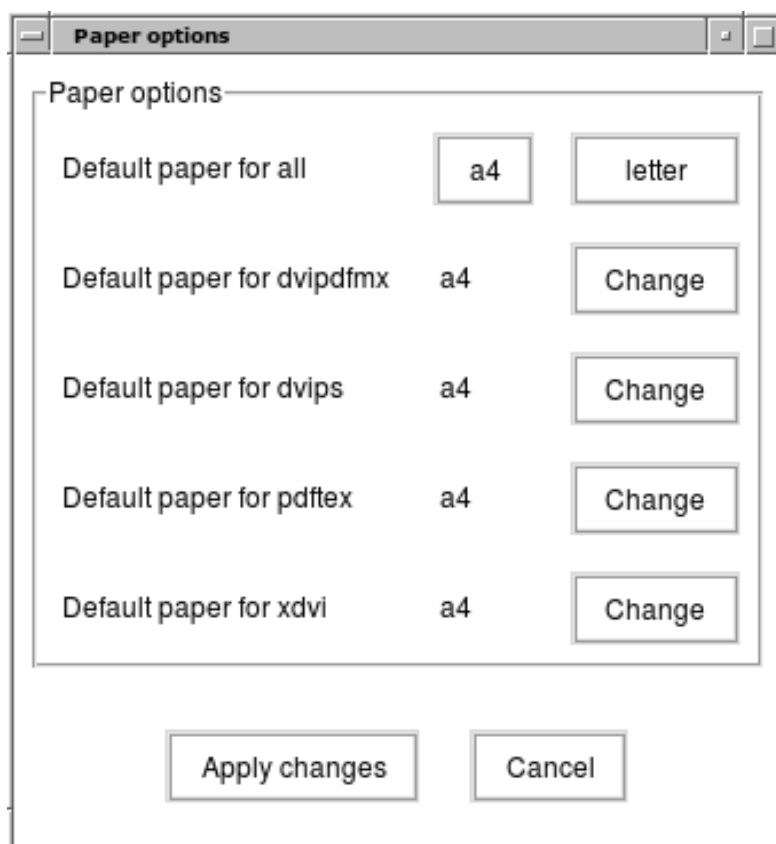 Paper options
Paper options
Default paper for all a4 letter
Default paper for dvipdfmx a4 Change
Default paper for dvips a4 Change
Default paper for pdftex a4 Change
Default paper for xdvi a4 Change
Apply changes Cancel